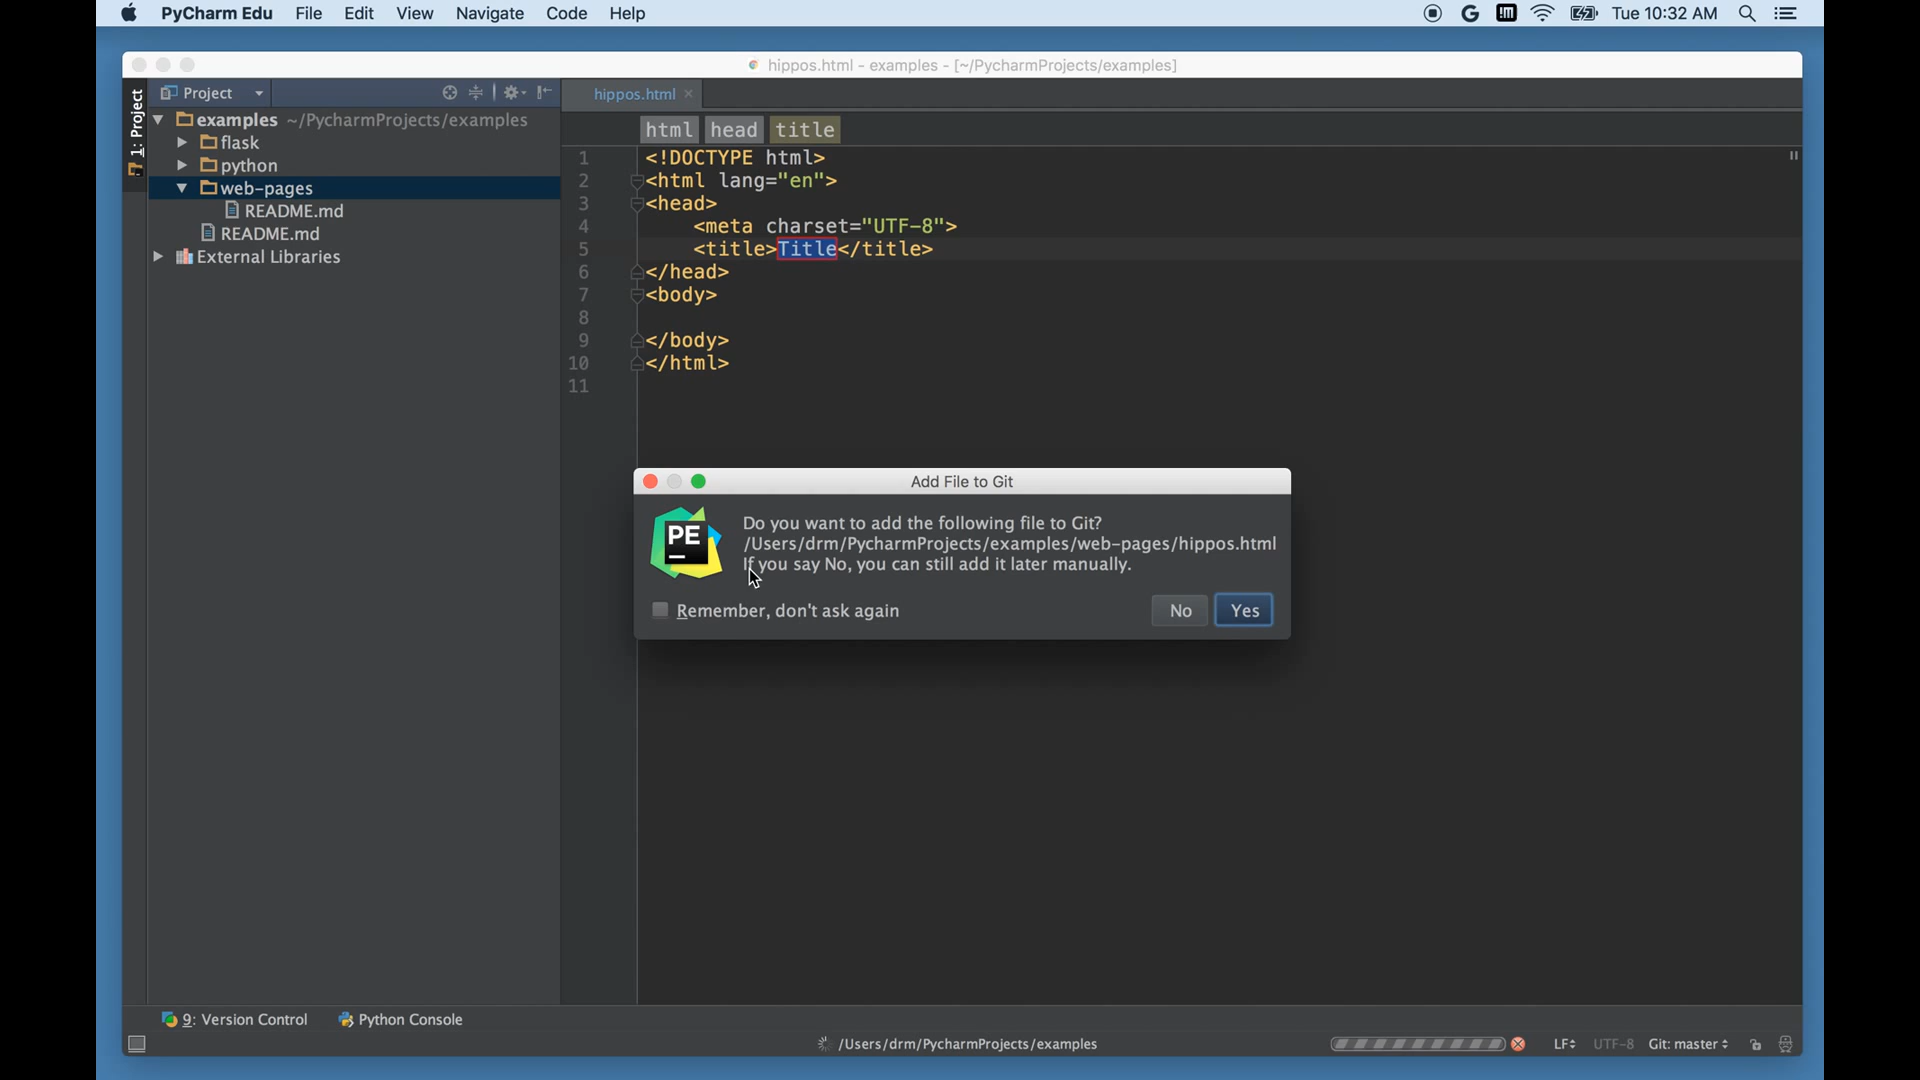 PyCharm Edu File Edit View Navigate Code Help Tue 10:32 AM
hippos.html - examples - [~/PycharmProjects/examples]
1: Project
Project
examples ~/PycharmProjects/examples
flask
python
web-pages
README.md
README.md
External Libraries
hippos.html
html head title
1 <!DOCTYPE html>
2 <html lang="en">
3 <head>
4 <meta charset="UTF-8">
5 <title>Title</title>
6 </head>
7 <body>
8
9 </body>
10 </html>
11
Add File to Git
PE
Do you want to add the following file to Git?
/Users/drm/PycharmProjects/examples/web-pages/hippos.html
If you say No, you can still add it later manually.
Remember, don't ask again
No Yes
9: Version Control Python Console
/Users/drm/PycharmProjects/examples LF UTF-8 Git: master